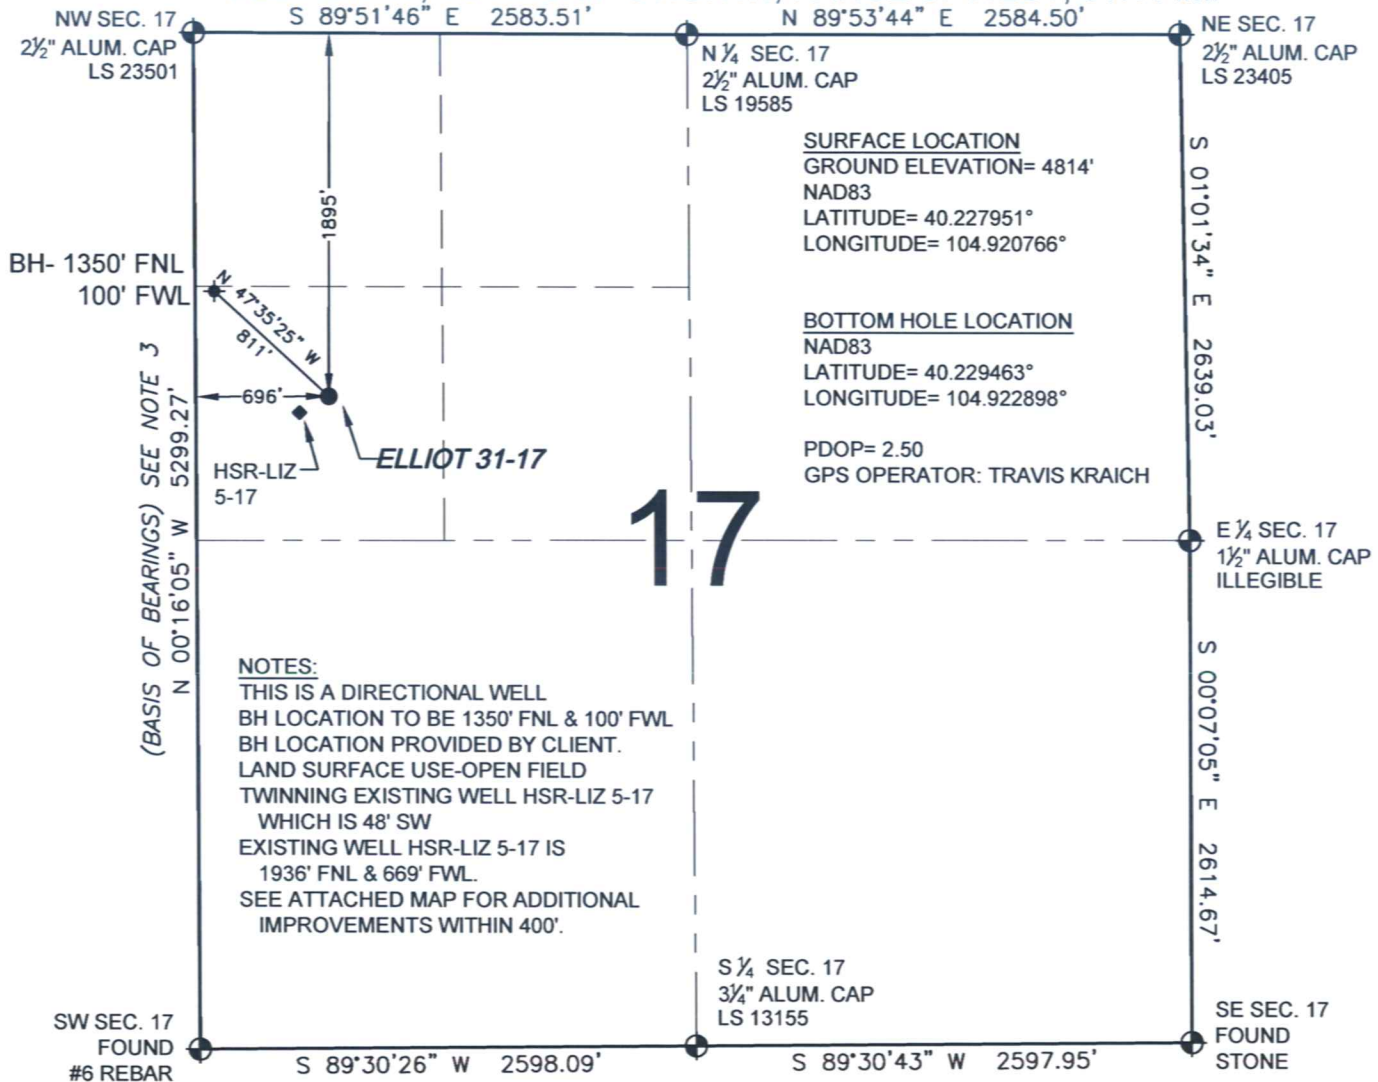 S 89°51'46" E 2583.51'
N 89°53'44" E 2584.50'
NW SEC. 17
2½" ALUM. CAP
LS 23501
N ¼ SEC. 17
2½" ALUM. CAP
LS 19585
NE SEC. 17
2½" ALUM. CAP
LS 23405
SURFACE LOCATION
GROUND ELEVATION= 4814'
NAD83
LATITUDE= 40.227951°
LONGITUDE= 104.920766°
S 01°01'34" E 2639.03'
1895'
BH- 1350' FNL
100' FWL
N 47°35'25" W
811'
BOTTOM HOLE LOCATION
NAD83
LATITUDE= 40.229463°
LONGITUDE= 104.922898°
PDOP= 2.50
GPS OPERATOR: TRAVIS KRAICH
696'
ELLIOT 31-17
HSR-LIZ
5-17
(BASIS OF BEARINGS) SEE NOTE 3
N 00°16'05" W 5299.27'
17
E ¼ SEC. 17
1½" ALUM. CAP
ILLEGIBLE
NOTES:
THIS IS A DIRECTIONAL WELL
BH LOCATION TO BE 1350' FNL & 100' FWL
BH LOCATION PROVIDED BY CLIENT.
LAND SURFACE USE-OPEN FIELD
TWINNING EXISTING WELL HSR-LIZ 5-17
WHICH IS 48' SW
EXISTING WELL HSR-LIZ 5-17 IS
1936' FNL & 669' FWL.
SEE ATTACHED MAP FOR ADDITIONAL
IMPROVEMENTS WITHIN 400'.
S 00°07'05" E 2614.67'
S ¼ SEC. 17
3¼" ALUM. CAP
LS 13155
SW SEC. 17
FOUND
#6 REBAR
SE SEC. 17
FOUND
STONE
S 89°30'26" W 2598.09'
S 89°30'43" W 2597.95'